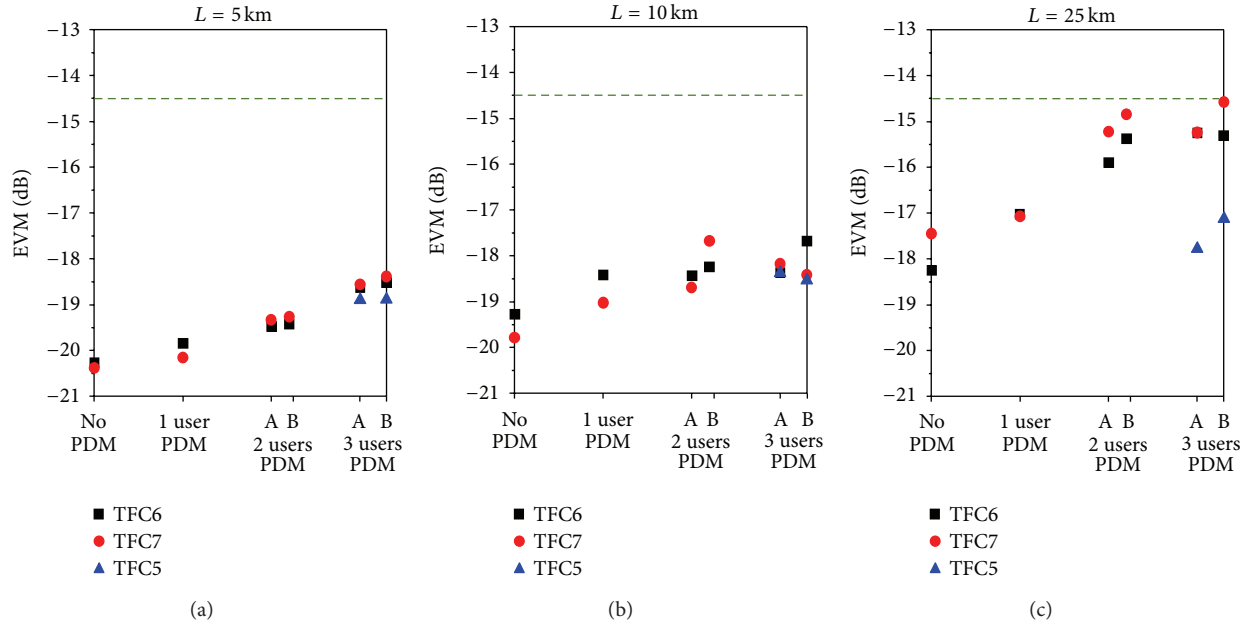 L = 5 km
−13
−14
−15
−16
−17
−18
−19
−20
−21
EVM (dB)
No PDM
1 user PDM
A B
2 users PDM
A B
3 users PDM
TFC6
TFC7
TFC5
(a)
L = 10 km
−13
−14
−15
−16
−17
−18
−19
−20
−21
EVM (dB)
No PDM
1 user PDM
A B
2 users PDM
A B
3 users PDM
TFC6
TFC7
TFC5
(b)
L = 25 km
−13
−14
−15
−16
−17
−18
−19
−20
−21
EVM (dB)
No PDM
1 user PDM
A B
2 users PDM
A B
3 users PDM
TFC6
TFC7
TFC5
(c)